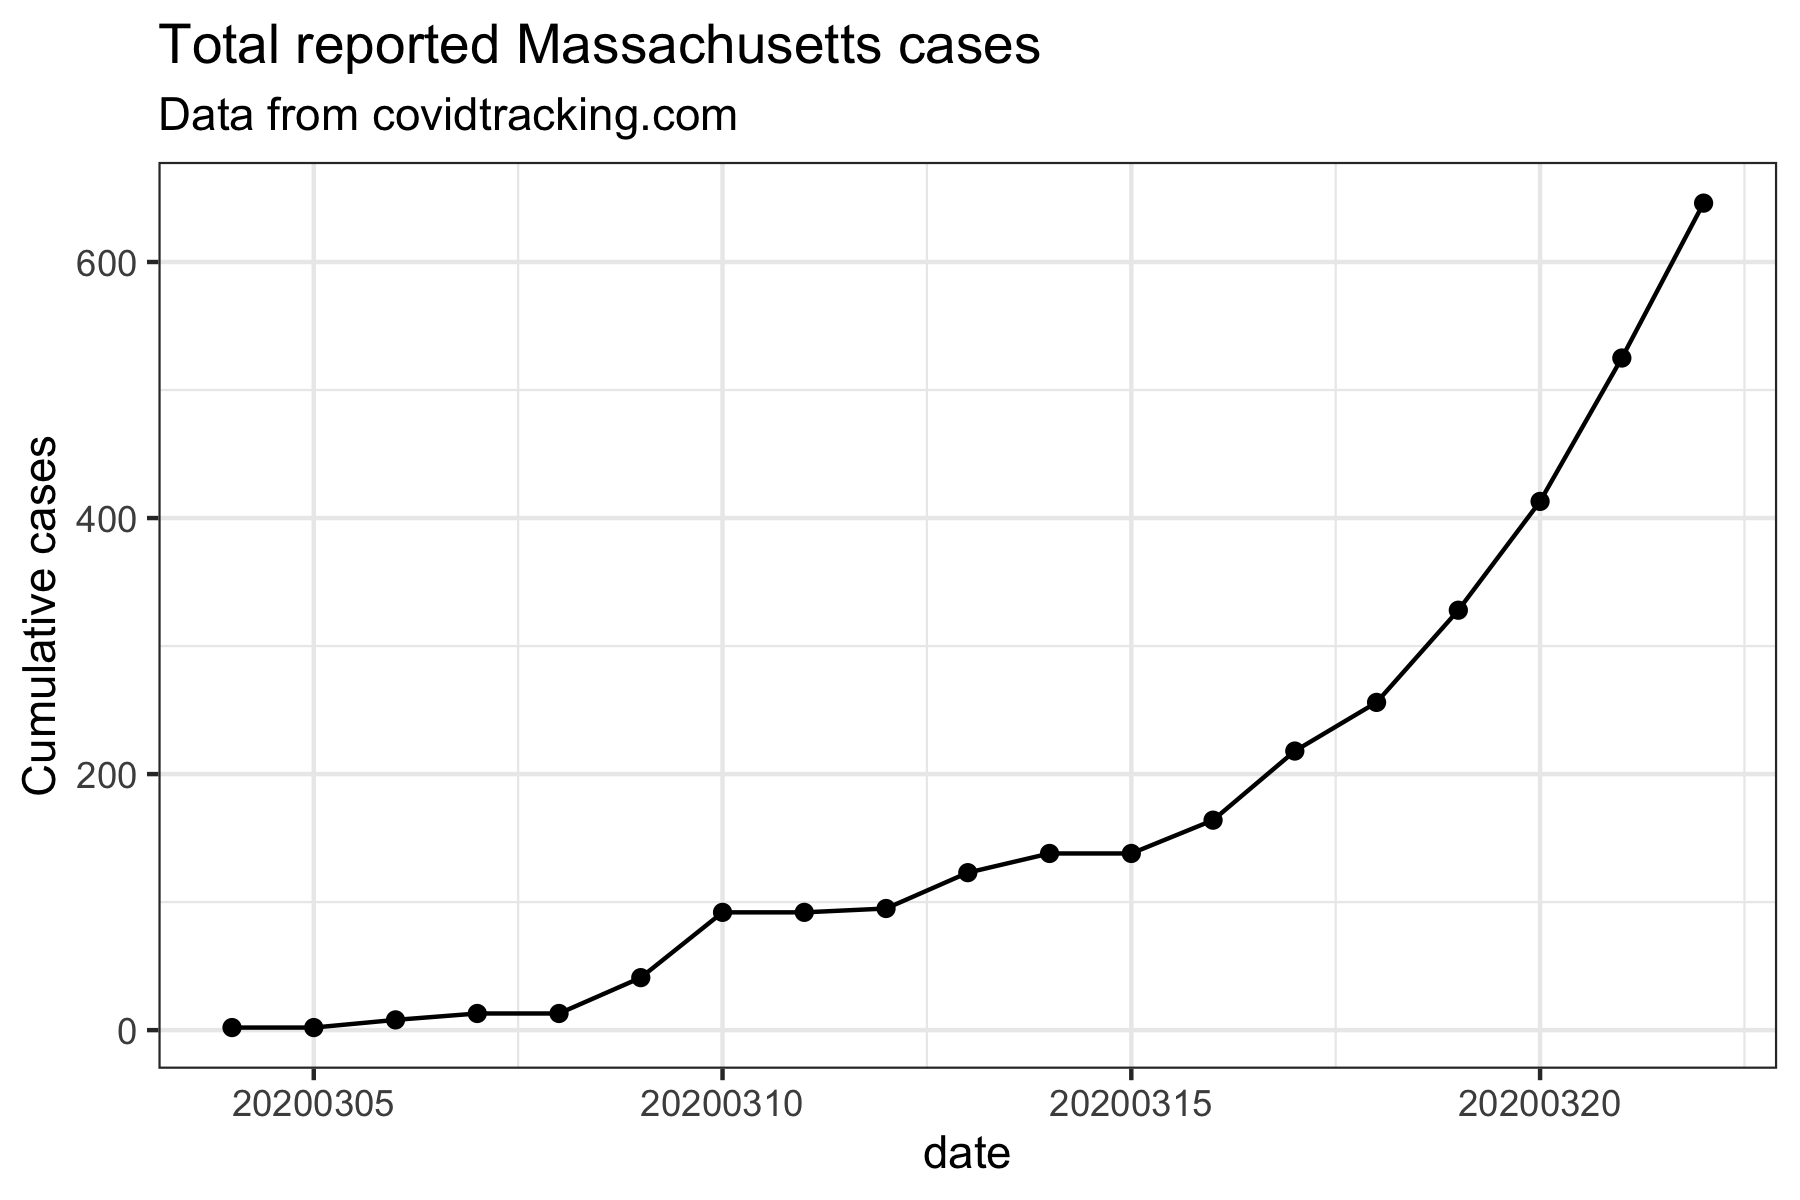 Total reported Massachusetts cases
Data from covidtracking.com
Cumulative cases
600
400
200
0
20200305 20200310 20200315 20200320
date